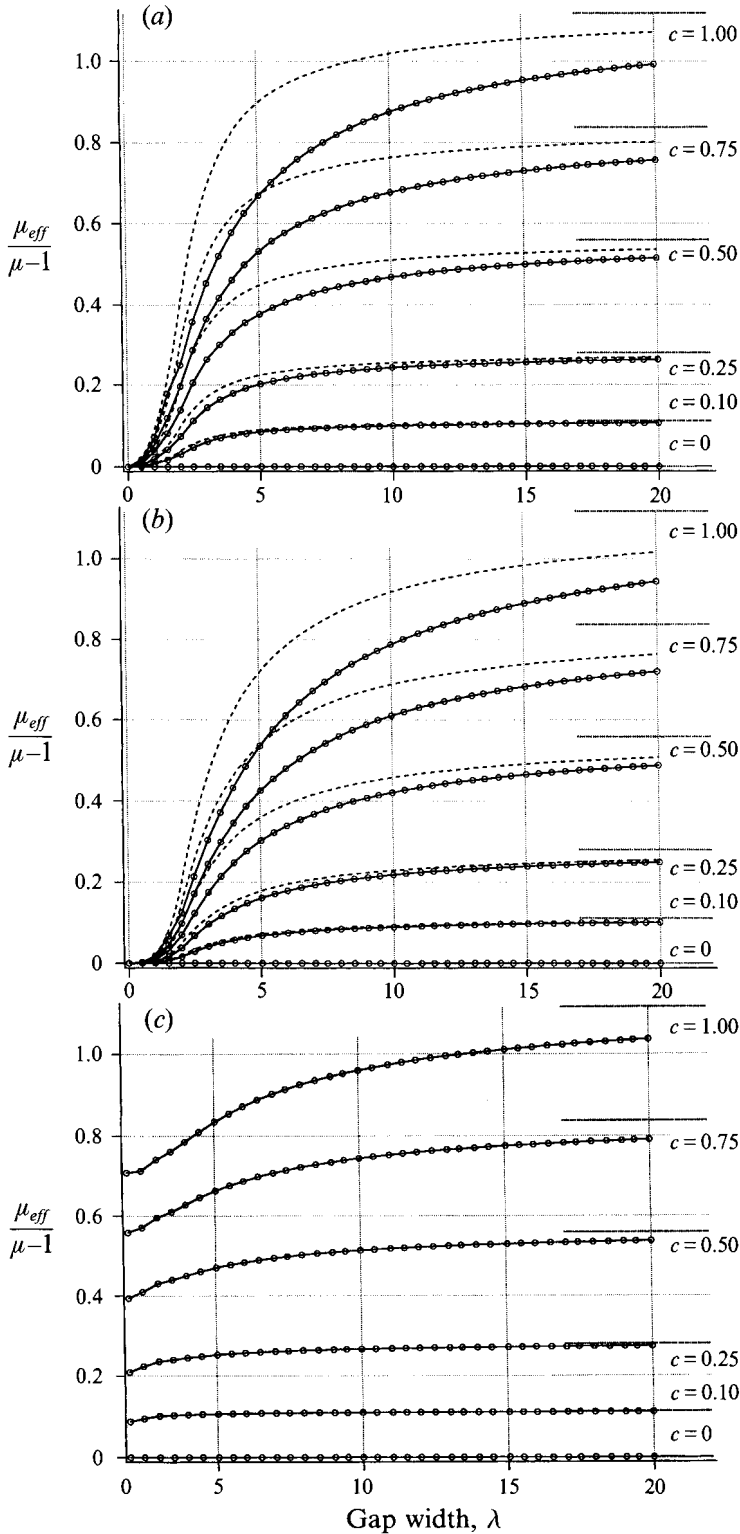 (a)
1.0
0.8
0.6
0.4
0.2
0
μeff
μ−1
c = 1.00
c = 0.75
c = 0.50
c = 0.25
c = 0.10
c = 0
0 5 10 15 20
(b)
1.0
0.8
0.6
0.4
0.2
0
μeff
μ−1
c = 1.00
c = 0.75
c = 0.50
c = 0.25
c = 0.10
c = 0
0 5 10 15 20
(c)
1.0
0.8
0.6
0.4
0.2
0
μeff
μ−1
c = 1.00
c = 0.75
c = 0.50
c = 0.25
c = 0.10
c = 0
0 5 10 15 20
Gap width, λ